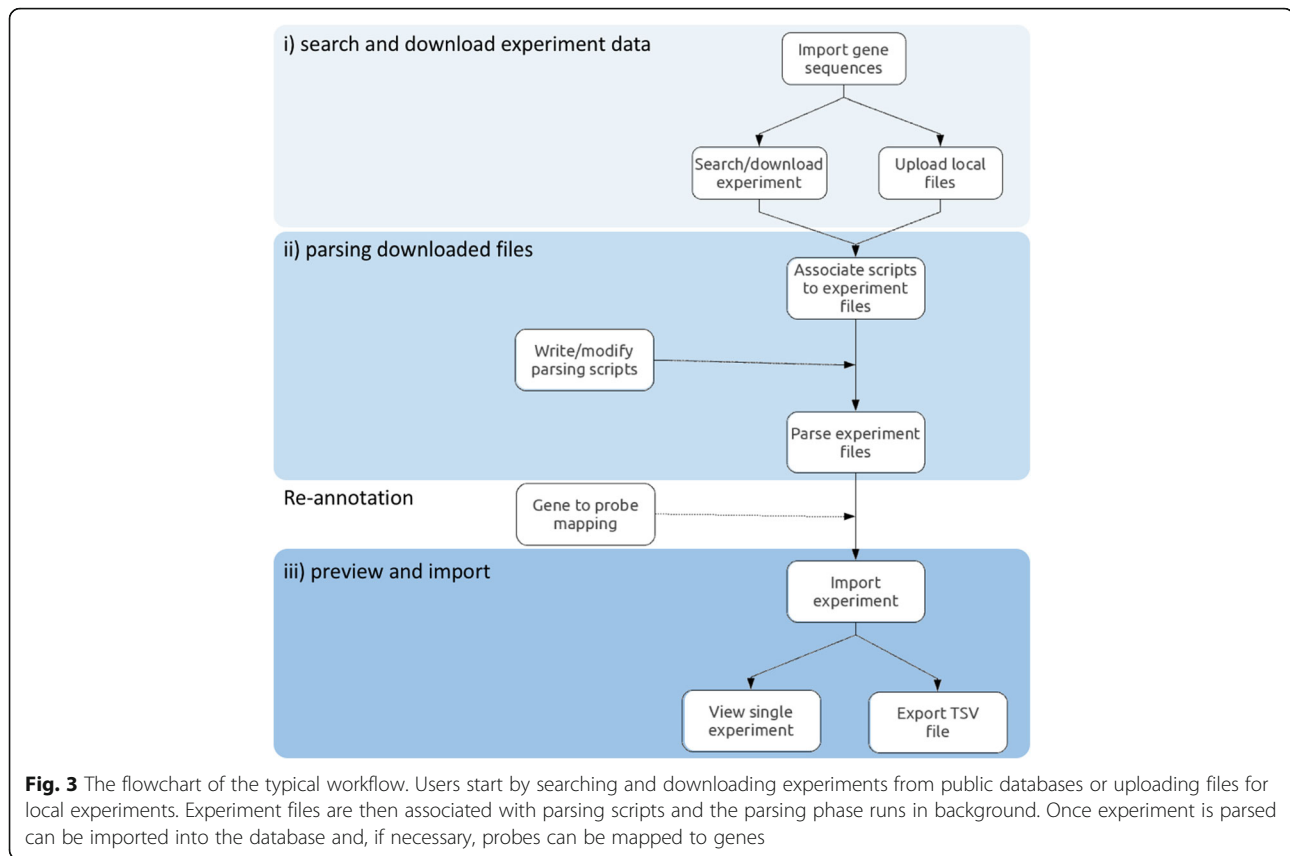 i) search and download experiment data
Import gene
sequences
Search/download
experiment
Upload local
files
ii) parsing downloaded files
Associate scripts
to experiment
files
Write/modify
parsing scripts
Parse experiment
files
Re-annotation
Gene to probe
mapping
iii) preview and import
Import
experiment
View single
experiment
Export TSV
file
Fig. 3 The flowchart of the typical workflow. Users start by searching and downloading experiments from public databases or uploading files for
local experiments. Experiment files are then associated with parsing scripts and the parsing phase runs in background. Once experiment is parsed
can be imported into the database and, if necessary, probes can be mapped to genes